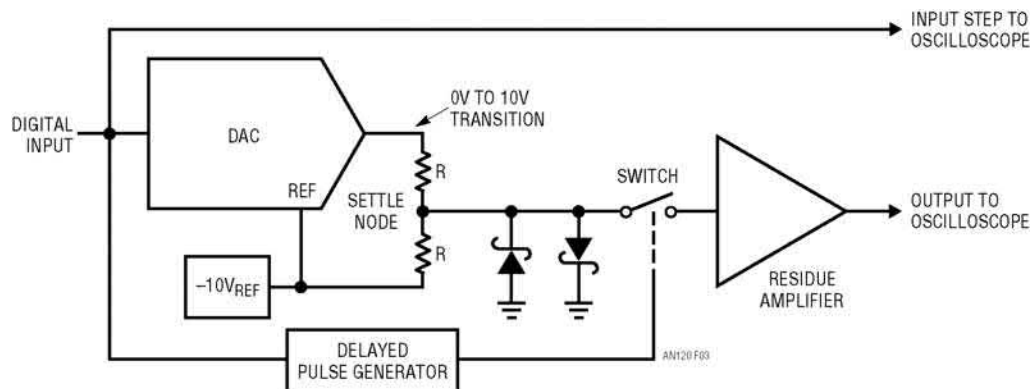 INPUT STEP TO
OSCILLOSCOPE
0V TO 10V
TRANSITION
DIGITAL
INPUT
DAC
REF
R
SETTLE
NODE
R
SWITCH
OUTPUT TO
OSCILLOSCOPE
RESIDUE
AMPLIFIER
–10VREF
DELAYED
PULSE GENERATOR
AN120 F03